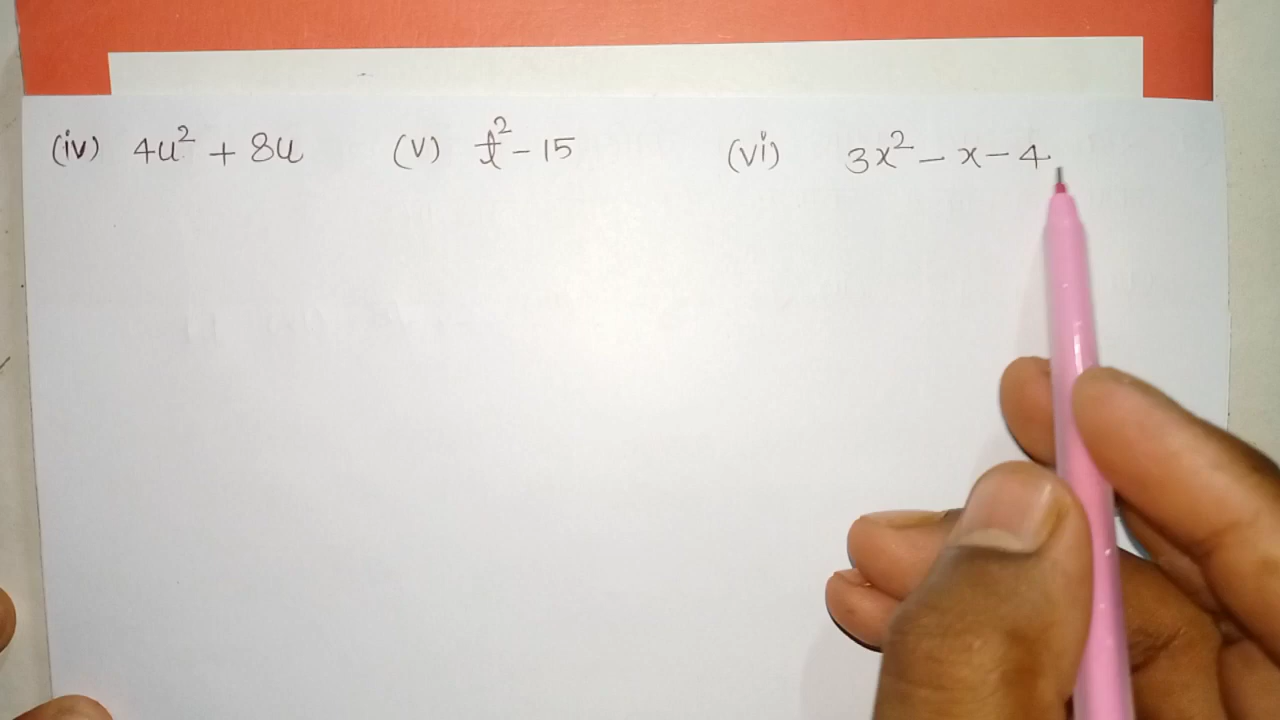 (iv) 4u² + 8u (v) t² - 15 (vi) 3x² - x - 4